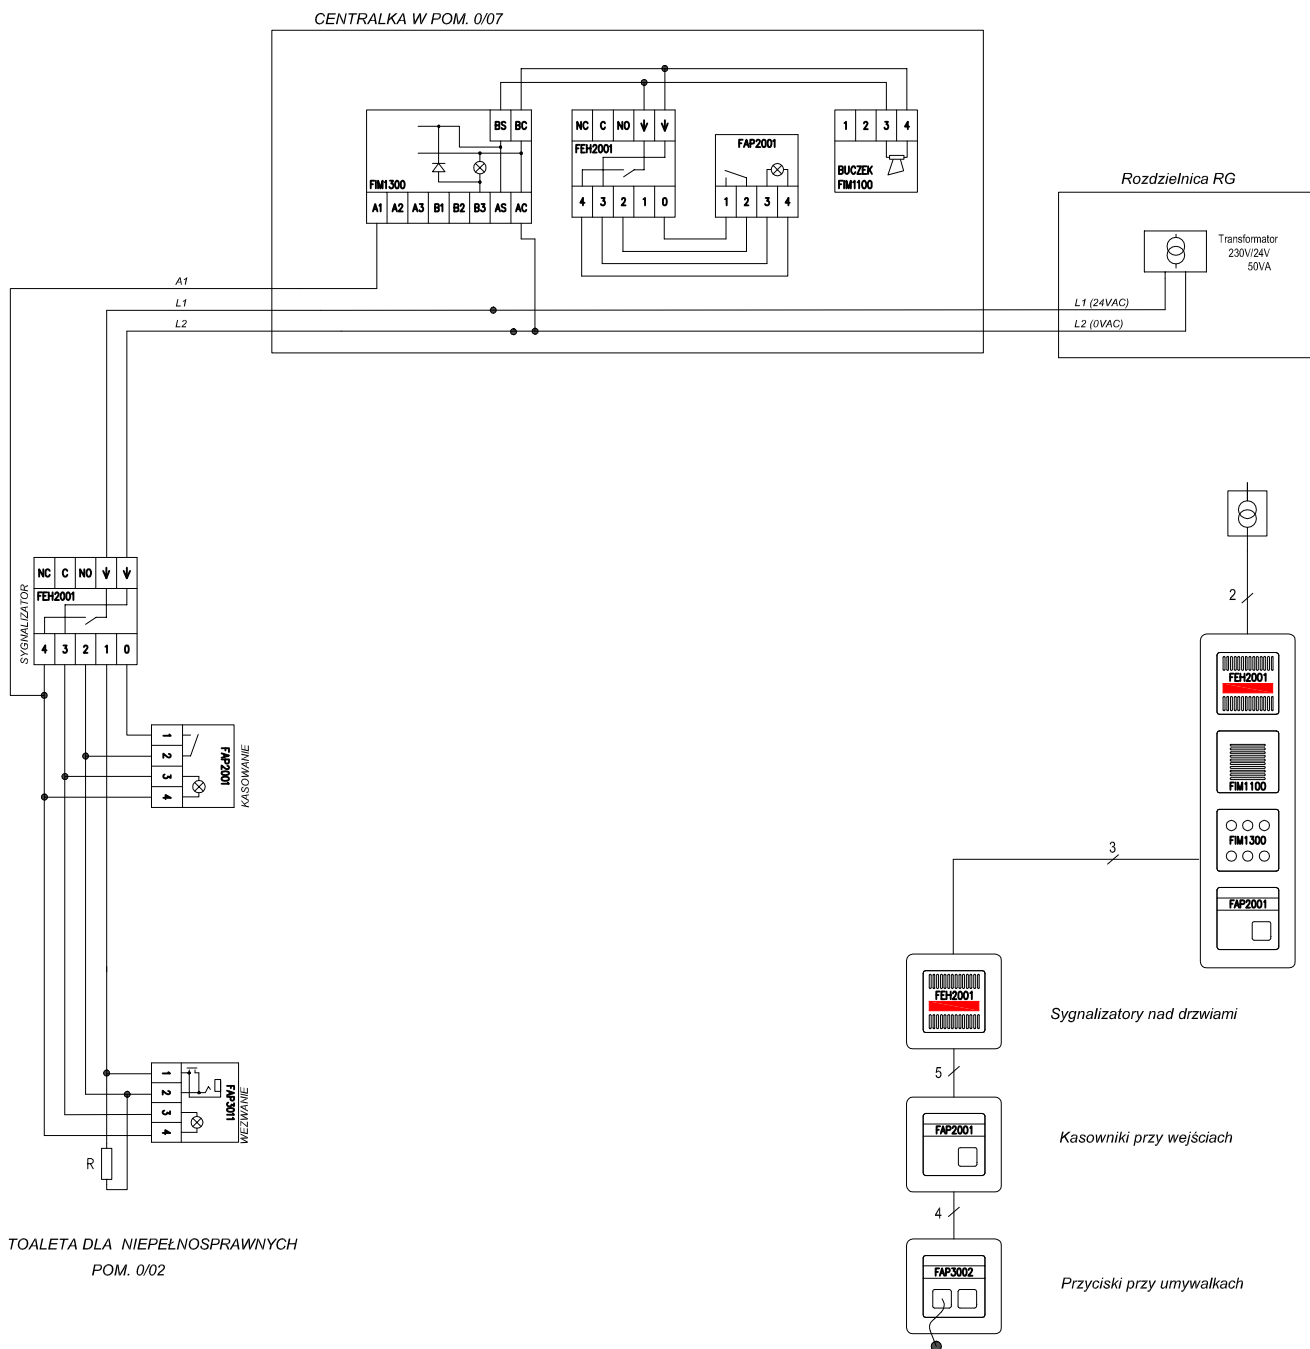 CENTRALKA W POM. 0/07
BS BC
FIM1300
A1 A2 A3 B1 B2 B3 AS AC
NC C NO
FEH2001
4 3 2 1 0
FAP2001
1 2 3 4
1 2 3 4
BUCZEK
FIM1100
Rozdzielnica RG
Transformator
230V/24V
50VA
A1
L1
L1 (24VAC)
L2
L2 (0VAC)
NC C NO
FEH2001
SYGNALIZATOR
4 3 2 1 0
1
2
3
4
FAP2001
KASOWANIE
1
2
3
4
FAP3011
WEZWANIE
R
TOALETA DLA NIEPEŁNOSPRAWNYCH
POM. 0/02
2
FEH2001
FIM1100
FIM1300
FAP2001
3
FEH2001
Sygnalizatory nad drzwiami
5
FAP2001
Kasowniki przy wejściach
4
FAP3002
Przyciski przy umywalkach